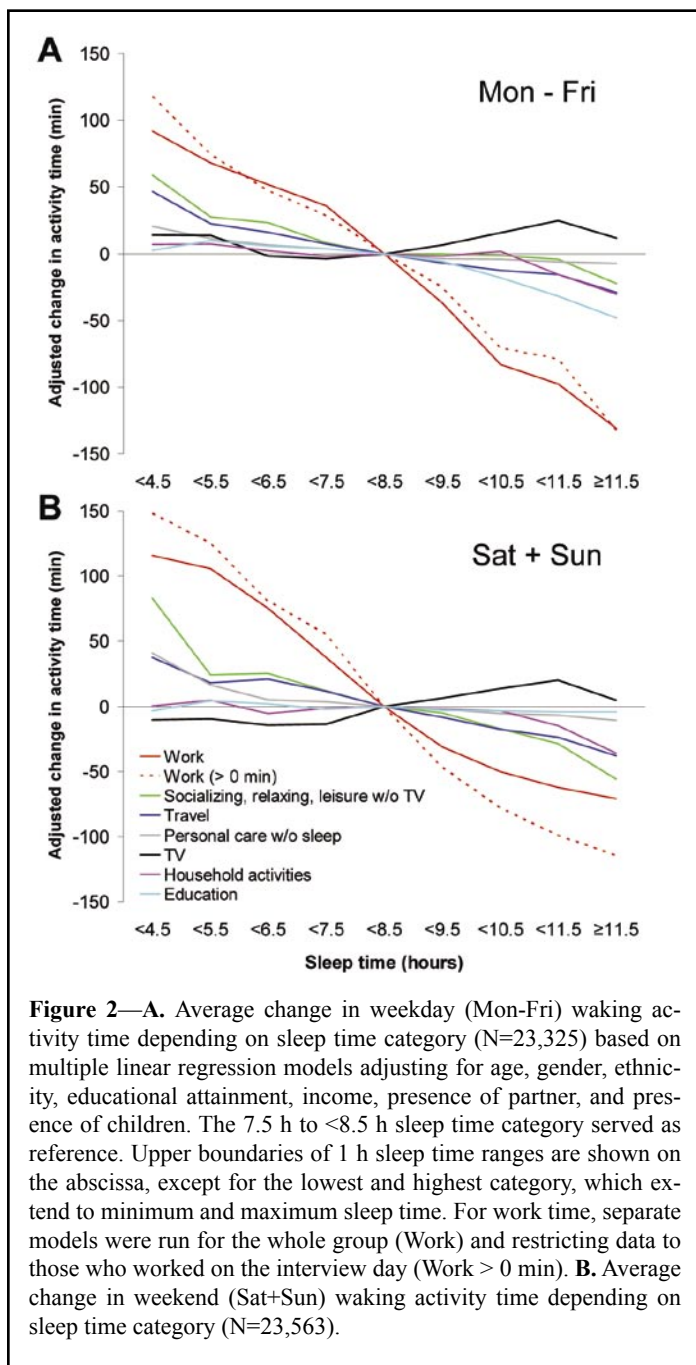 A
Mon - Fri
Adjusted change in activity time (min)
150
100
50
0
-50
-100
-150
<4.5 <5.5 <6.5 <7.5 <8.5 <9.5 <10.5 <11.5 ≥11.5
B
Sat + Sun
Adjusted change in activity time (min)
150
100
50
0
-50
-100
-150
Work
Work (> 0 min)
Socializing, relaxing, leisure w/o TV
Travel
Personal care w/o sleep
TV
Household activities
Education
<4.5 <5.5 <6.5 <7.5 <8.5 <9.5 <10.5 <11.5 ≥11.5
Sleep time (hours)
Figure 2—A. Average change in weekday (Mon-Fri) waking ac-
tivity time depending on sleep time category (N=23,325) based on
multiple linear regression models adjusting for age, gender, ethnic-
ity, educational attainment, income, presence of partner, and pres-
ence of children. The 7.5 h to <8.5 h sleep time category served as
reference. Upper boundaries of 1 h sleep time ranges are shown on
the abscissa, except for the lowest and highest category, which ex-
tend to minimum and maximum sleep time. For work time, separate
models were run for the whole group (Work) and restricting data to
those who worked on the interview day (Work > 0 min). B. Average
change in weekend (Sat+Sun) waking activity time depending on
sleep time category (N=23,563).